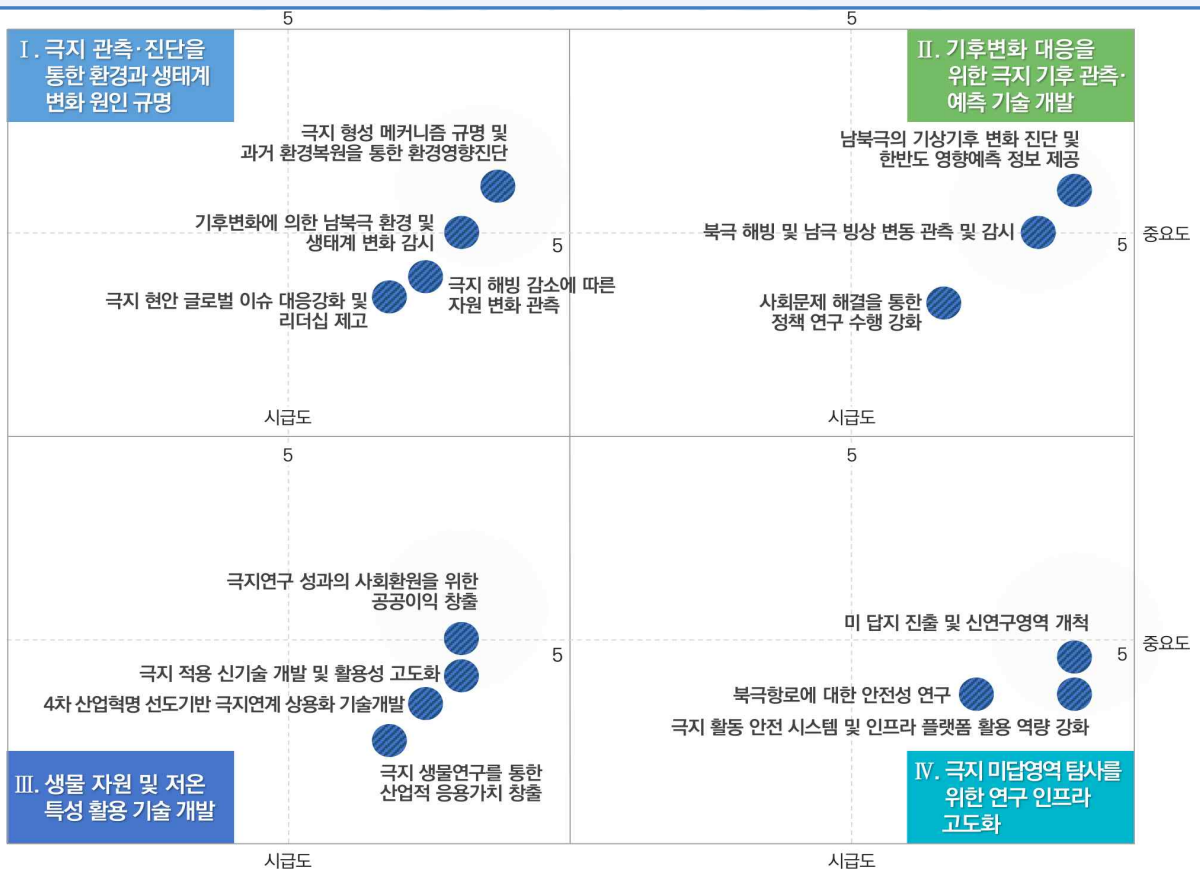 5
5
Ⅰ. 극지 관측·진단을
통한 환경과 생태계
변화 원인 규명
극지 형성 메커니즘 규명 및
과거 환경복원을 통한 환경영향진단
기후변화에 의한 남북극 환경 및
생태계 변화 감시
5
극지 해빙 감소에 따른
자원 변화 관측
극지 현안 글로벌 이슈 대응강화 및
리더십 제고
시급도
Ⅱ. 기후변화 대응을
위한 극지 기후 관측·
예측 기술 개발
남북극의 기상기후 변화 진단 및
한반도 영향예측 정보 제공
북극 해빙 및 남극 빙상 변동 관측 및 감시
5
중요도
사회문제 해결을 통한
정책 연구 수행 강화
시급도
5
극지연구 성과의 사회환원을 위한
공공이익 창출
5
극지 적용 신기술 개발 및 활용성 고도화
4차 산업혁명 선도기반 극지연계 상용화 기술개발
극지 생물연구를 통한
산업적 응용가치 창출
Ⅲ. 생물 자원 및 저온
특성 활용 기술 개발
시급도
5
미 답지 진출 및 신연구영역 개척
5
중요도
북극항로에 대한 안전성 연구
극지 활동 안전 시스템 및 인프라 플랫폼 활용 역량 강화
Ⅳ. 극지 미답영역 탐사를
위한 연구 인프라
고도화
시급도